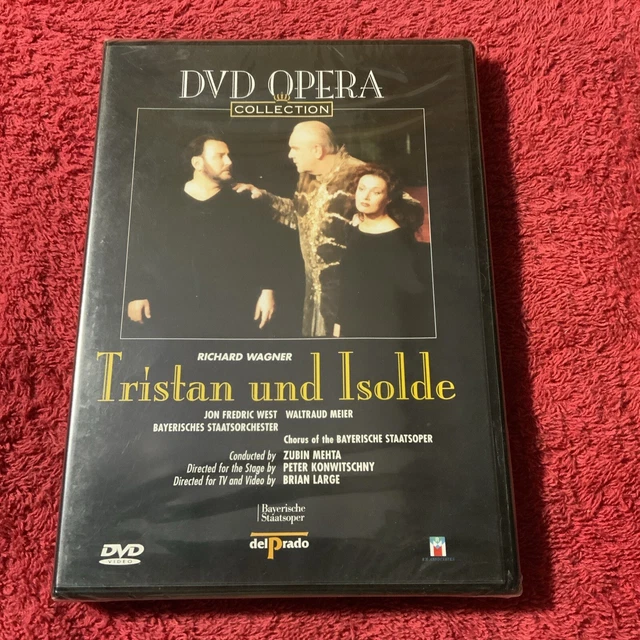 DVD OPERA
COLLECTION
RICHARD WAGNER
Tristan und Isolde
JON FREDRIC WEST WALTRAUD MEIER
BAYERISCHES STAATSORCHESTER
Chorus of the BAYERISCHE STAATSOPER
Conducted by ZUBIN MEHTA
Directed for the Stage by PETER KONWITSCHNY
Directed for TV and Video by BRIAN LARGE
Bayerische
Staatsoper
delPrado
DVD
VIDEO